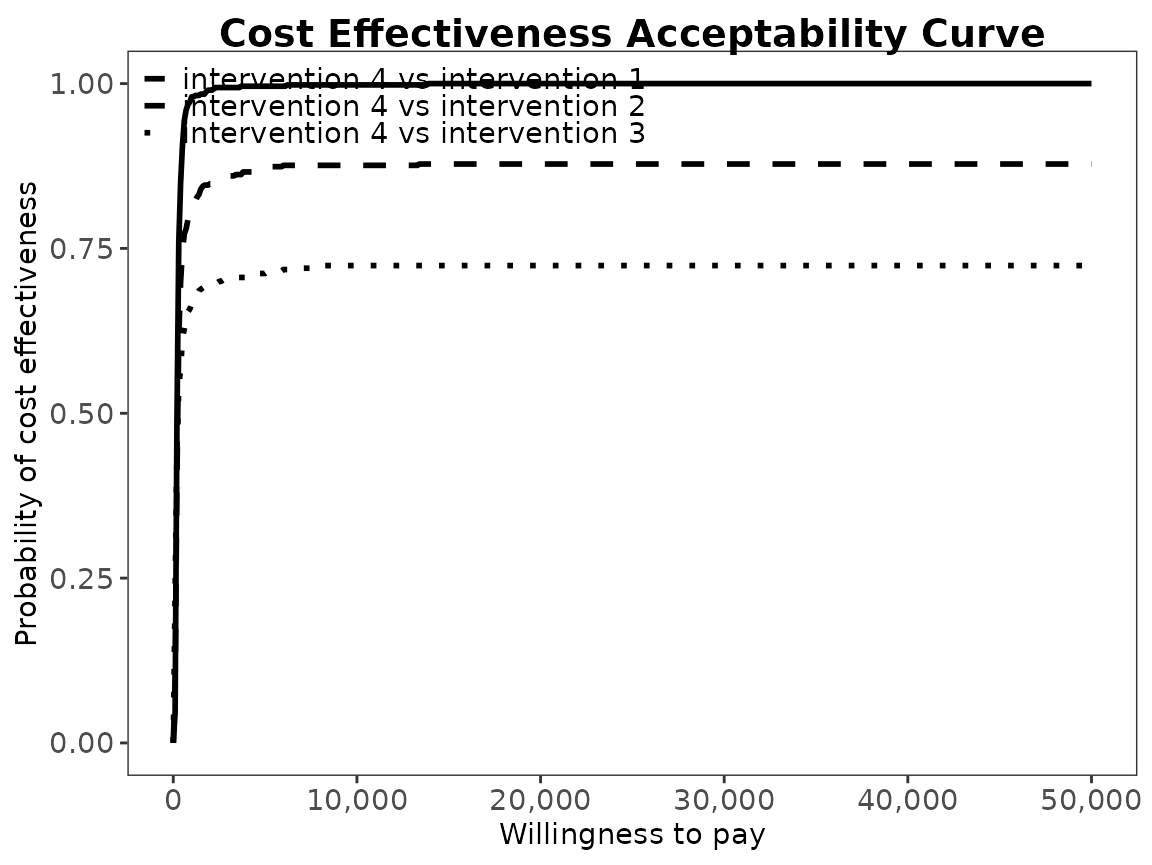 Cost Effectiveness Acceptability Curve
intervention 4 vs intervention 1
intervention 4 vs intervention 2
intervention 4 vs intervention 3
1.00
0.75
0.50
0.25
0.00
Probability of cost effectiveness
0 10,000 20,000 30,000 40,000 50,000
Willingness to pay